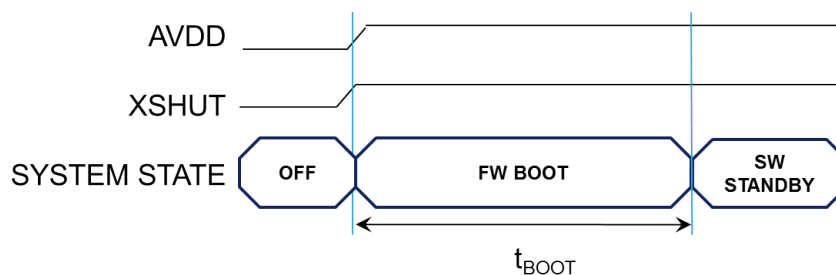 AVDD
XSHUT
SYSTEM STATE
OFF
FW BOOT
SW
STANDBY
tBOOT